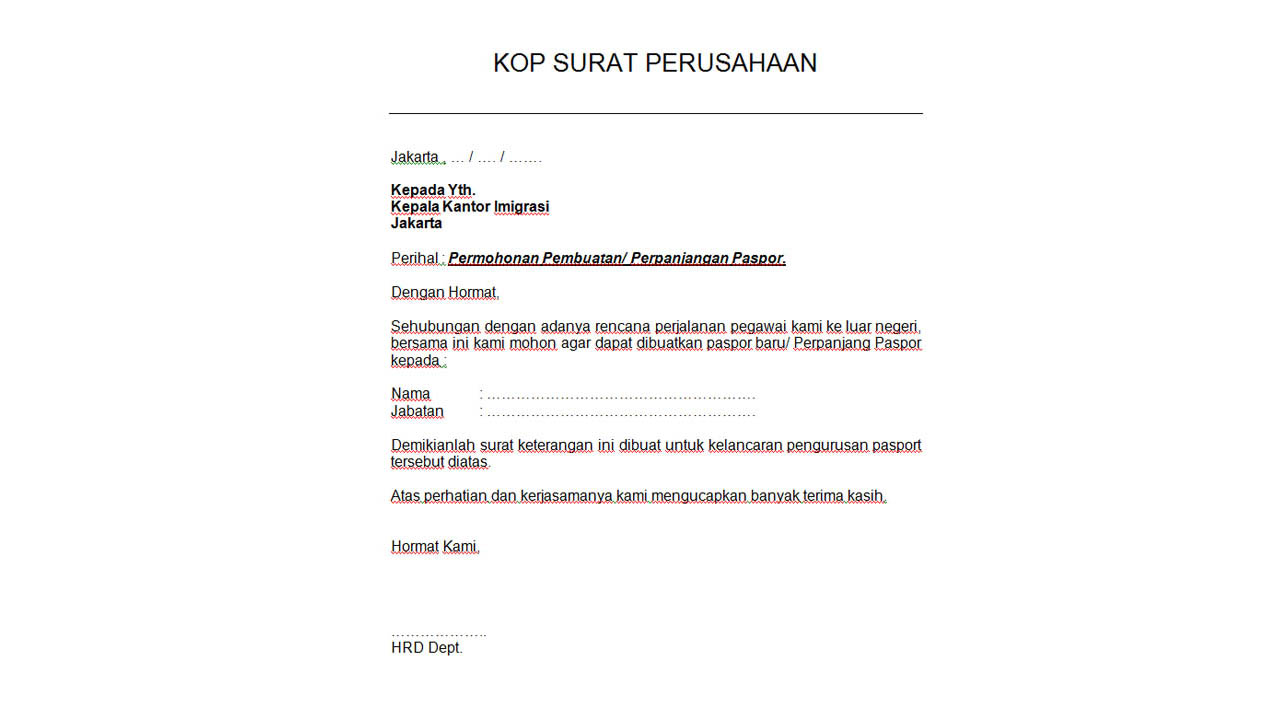 KOP SURAT PERUSAHAAN
Jakarta , … / …. / …….
Kepada Yth.
Kepala Kantor Imigrasi
Jakarta
Perihal : Permohonan Pembuatan/ Perpanjangan Paspor.
Dengan Hormat,
Sehubungan dengan adanya rencana perjalanan pegawai kami ke luar negeri,
bersama ini kami mohon agar dapat dibuatkan paspor baru/ Perpanjang Paspor
kepada :
Nama : ……………………………………………….
Jabatan : ……………………………………………….
Demikianlah surat keterangan ini dibuat untuk kelancaran pengurusan pasport
tersebut diatas.
Atas perhatian dan kerjasamanya kami mengucapkan banyak terima kasih.
Hormat Kami,
………………..
HRD Dept.